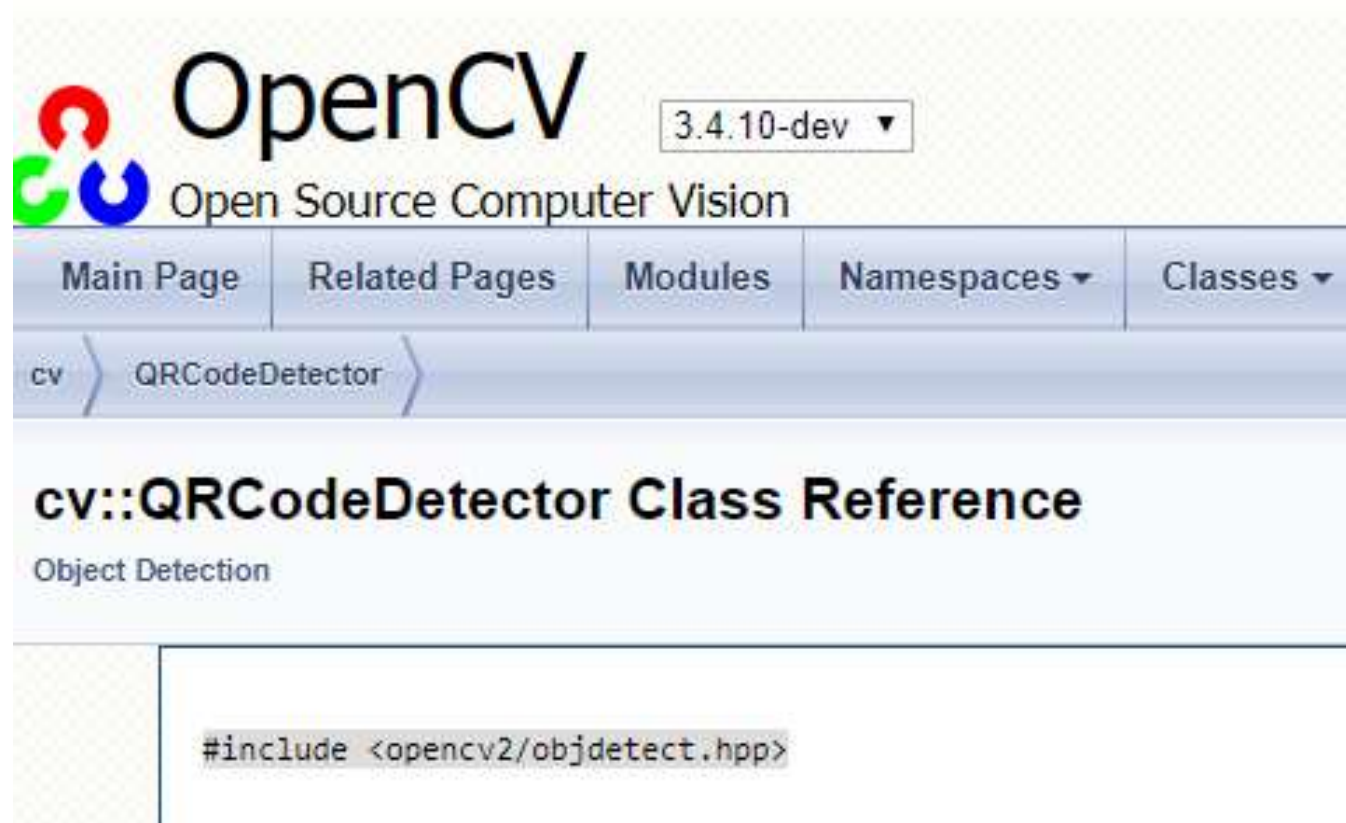 OpenCV 3.4.10-dev
Open Source Computer Vision
Main Page Related Pages Modules Namespaces Classes
cv QRCodeDetector
cv::QRCodeDetector Class Reference
Object Detection
#include <opencv2/objdetect.hpp>